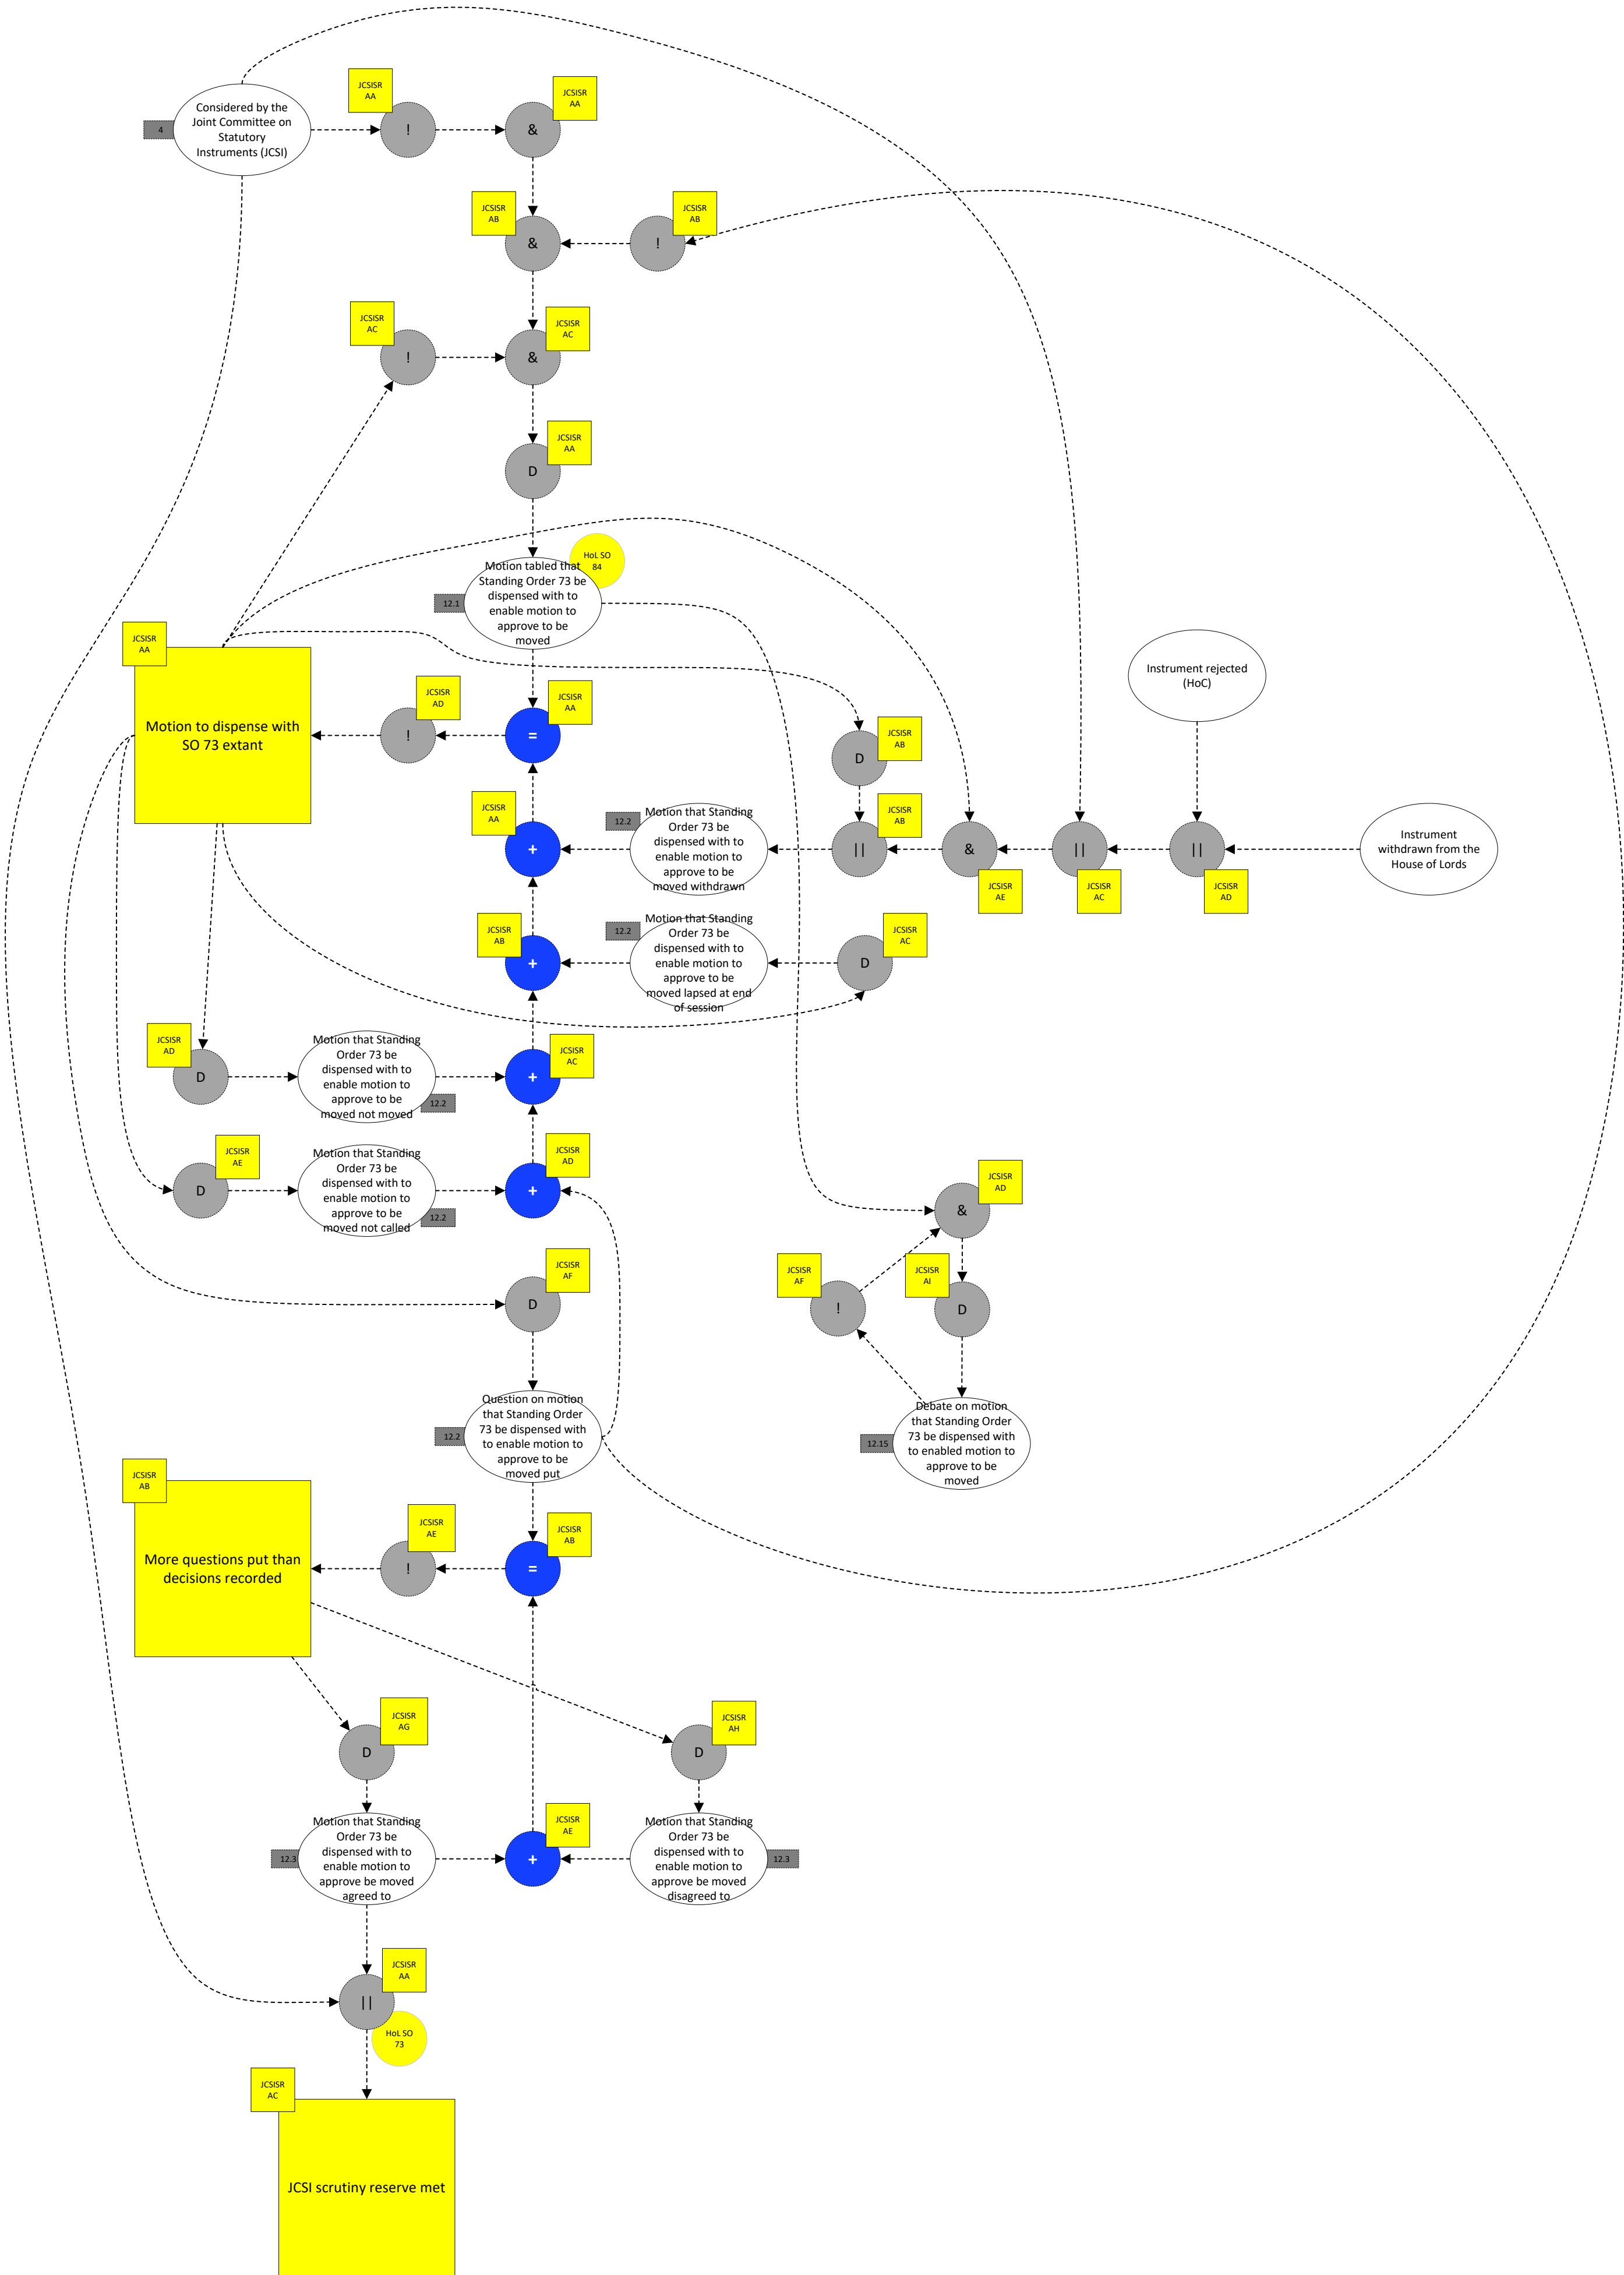 JCSISR
AA
JCSISR
AA
Considered by the
Joint Committee on
Statutory
Instruments (JCSI)
4
!
&
JCSISR
AB
JCSISR
AB
&
!
JCSISR
AC
JCSISR
AC
!
&
JCSISR
AA
D
HoL SO
84
Motion tabled that
Standing Order 73 be
dispensed with to
enable motion to
approve to be
moved
12.1
JCSISR
AA
Motion to dispense with
SO 73 extant
JCSISR
AD
!
JCSISR
AA
=
Instrument rejected
(HoC)
JCSISR
AB
D
JCSISR
AA
+
12.2
Motion that Standing
Order 73 be
dispensed with to
enable motion to
approve to be
moved withdrawn
JCSISR
AB
||
&
JCSISR
AE
||
JCSISR
AC
||
JCSISR
AD
Instrument
withdrawn from the
House of Lords
JCSISR
AB
+
12.2
Motion that Standing
Order 73 be
dispensed with to
enable motion to
approve to be
moved lapsed at end
of session
JCSISR
AC
D
JCSISR
AD
D
Motion that Standing
Order 73 be
dispensed with to
enable motion to
approve to be
moved not moved
12.2
JCSISR
AC
+
JCSISR
AE
D
Motion that Standing
Order 73 be
dispensed with to
enable motion to
approve to be
moved not called
12.2
JCSISR
AD
+
JCSISR
AD
&
JCSISR
AF
D
JCSISR
AF
!
JCSISR
AI
D
Question on motion
that Standing Order
73 be dispensed with
to enable motion to
approve to be
moved put
12.2
Debate on motion
that Standing Order
73 be dispensed with
to enabled motion to
approve to be
moved
12.15
JCSISR
AB
More questions put than
decisions recorded
JCSISR
AE
!
JCSISR
AB
=
JCSISR
AG
D
JCSISR
AH
D
Motion that Standing
Order 73 be
dispensed with to
enable motion to
approve be moved
agreed to
12.3
JCSISR
AE
+
Motion that Standing
Order 73 be
dispensed with to
enable motion to
approve be moved
disagreed to
12.3
JCSISR
AA
||
HoL SO
73
JCSISR
AC
JCSI scrutiny reserve met